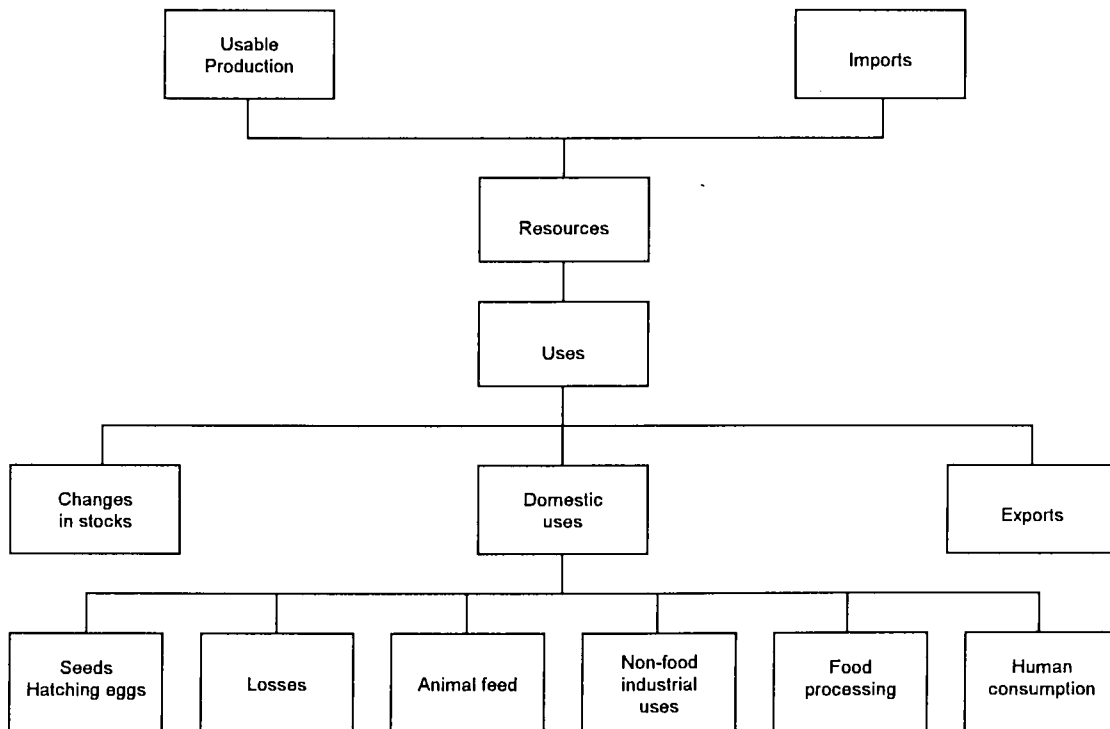 Usable
Production
Imports
Resources
Uses
Changes
in stocks
Domestic
uses
Exports
Seeds
Hatching eggs
Losses
Animal feed
Non-food
industrial
uses
Food
processing
Human
consumption